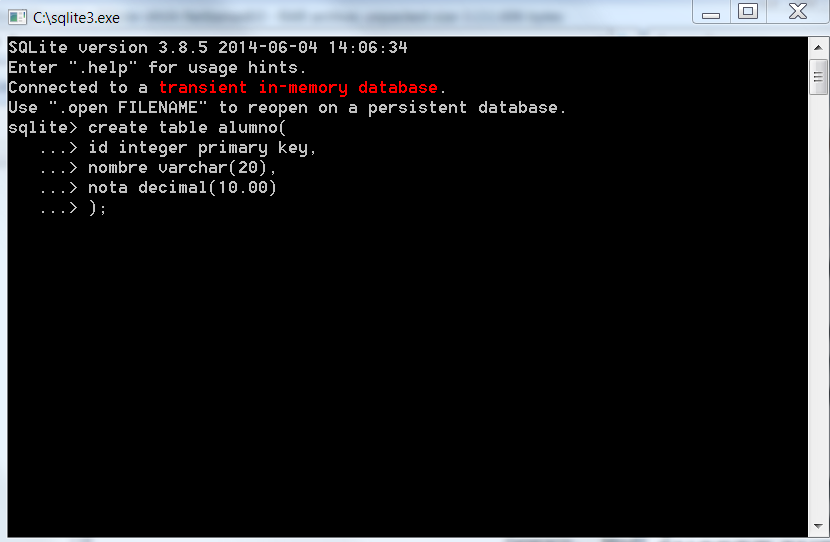 C:\sqlite3.exe
SQLite version 3.8.5 2014-06-04 14:06:34
Enter ".help" for usage hints.
Connected to a transient in-memory database.
Use ".open FILENAME" to reopen on a persistent database.
sqlite> create table alumno(
...> id integer primary key,
...> nombre varchar(20),
...> nota decimal(10.00)
...> );